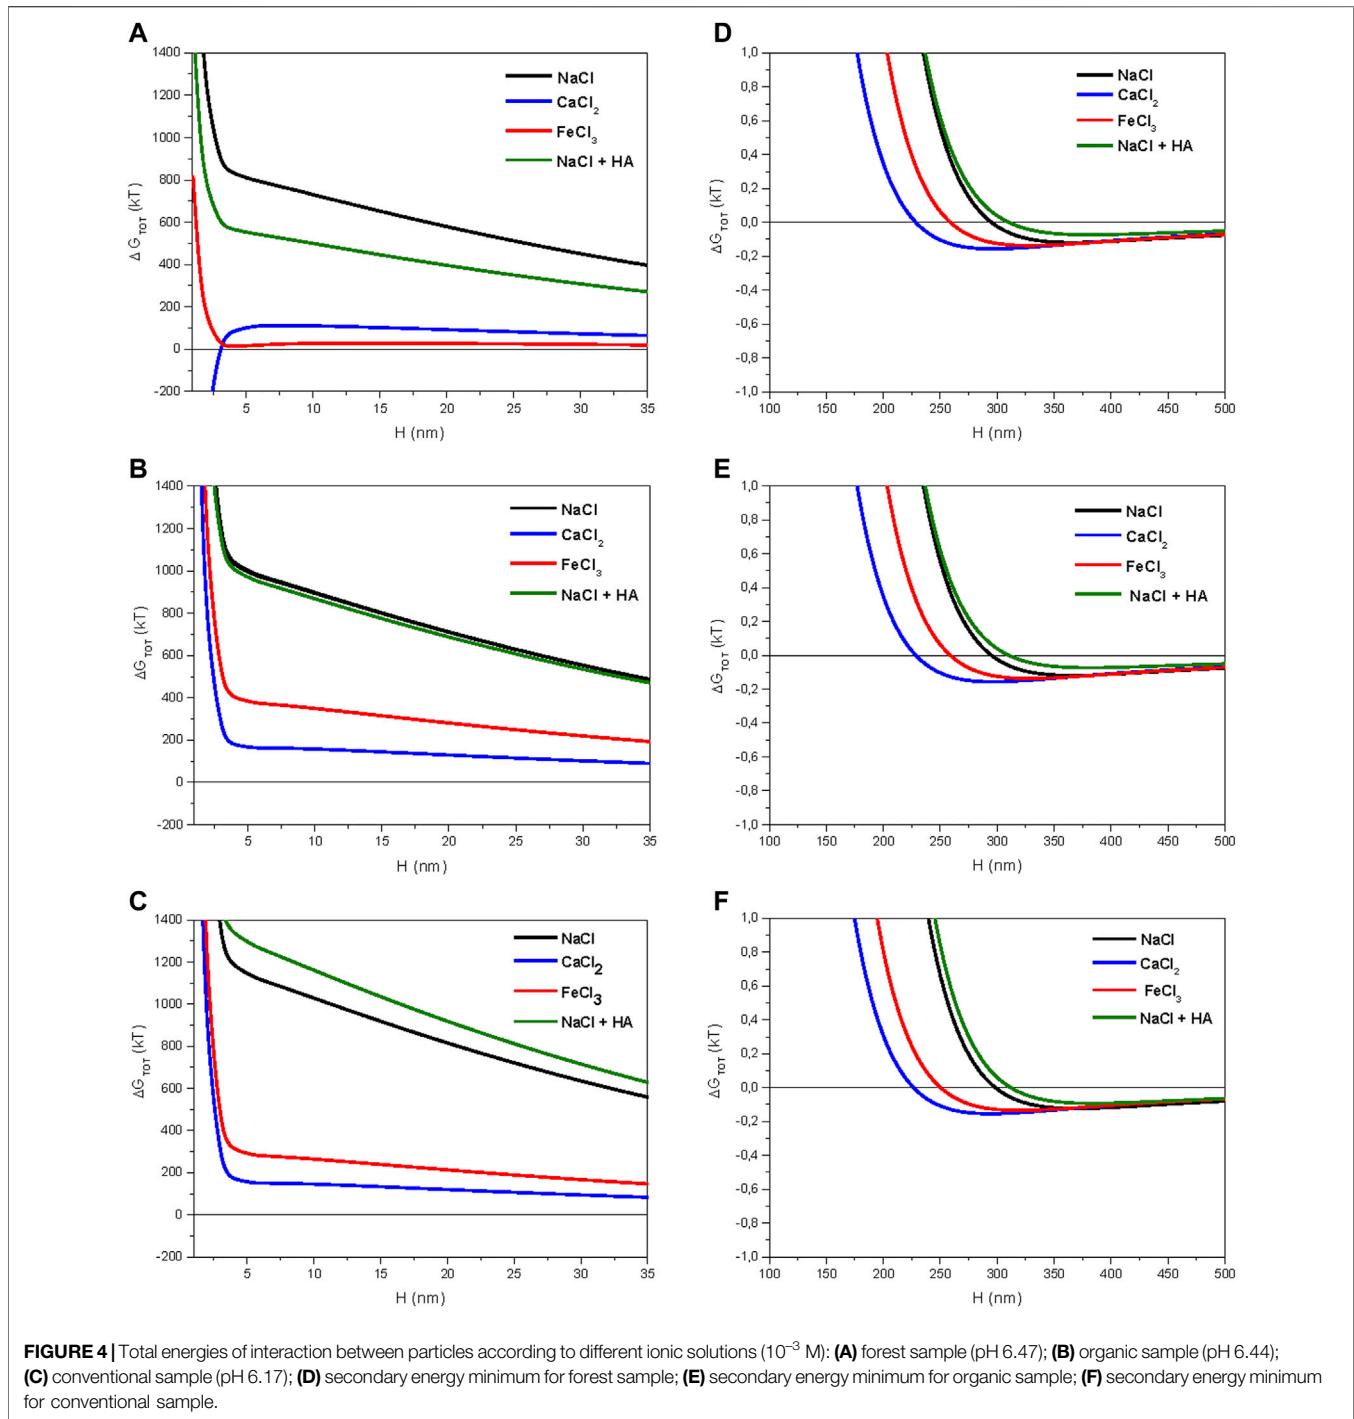 A
1400
1200
1000
800
600
400
200
0
-200
5
10
15
20
25
30
35
ΔG_TOT (kT)
H (nm)
NaCl
CaCl₂
FeCl₃
NaCl + HA
D
1,0
0,8
0,6
0,4
0,2
0,0
-0,2
-0,4
-0,6
-0,8
-1,0
100
150
200
250
300
350
400
450
500
ΔG_TOT (kT)
H (nm)
NaCl
CaCl₂
FeCl₃
NaCl + HA
B
1400
1200
1000
800
600
400
200
0
-200
5
10
15
20
25
30
35
ΔG_TOT (kT)
H (nm)
NaCl
CaCl₂
FeCl₃
NaCl + HA
E
1,0
0,8
0,6
0,4
0,2
0,0
-0,2
-0,4
-0,6
-0,8
-1,0
100
150
200
250
300
350
400
450
500
ΔG_TOT (kT)
H (nm)
NaCl
CaCl₂
FeCl₃
NaCl + HA
C
1400
1200
1000
800
600
400
200
0
-200
5
10
15
20
25
30
35
ΔG_TOT (kT)
H (nm)
NaCl
CaCl₂
FeCl₃
NaCl + HA
F
1,0
0,8
0,6
0,4
0,2
0,0
-0,2
-0,4
-0,6
-0,8
-1,0
100
150
200
250
300
350
400
450
500
ΔG_TOT (kT)
H (nm)
NaCl
CaCl₂
FeCl₃
NaCl + HA
FIGURE 4 | Total energies of interaction between particles according to different ionic solutions (10⁻³ M): (A) forest sample (pH 6.47); (B) organic sample (pH 6.44);
(C) conventional sample (pH 6.17); (D) secondary energy minimum for forest sample; (E) secondary energy minimum for organic sample; (F) secondary energy minimum
for conventional sample.